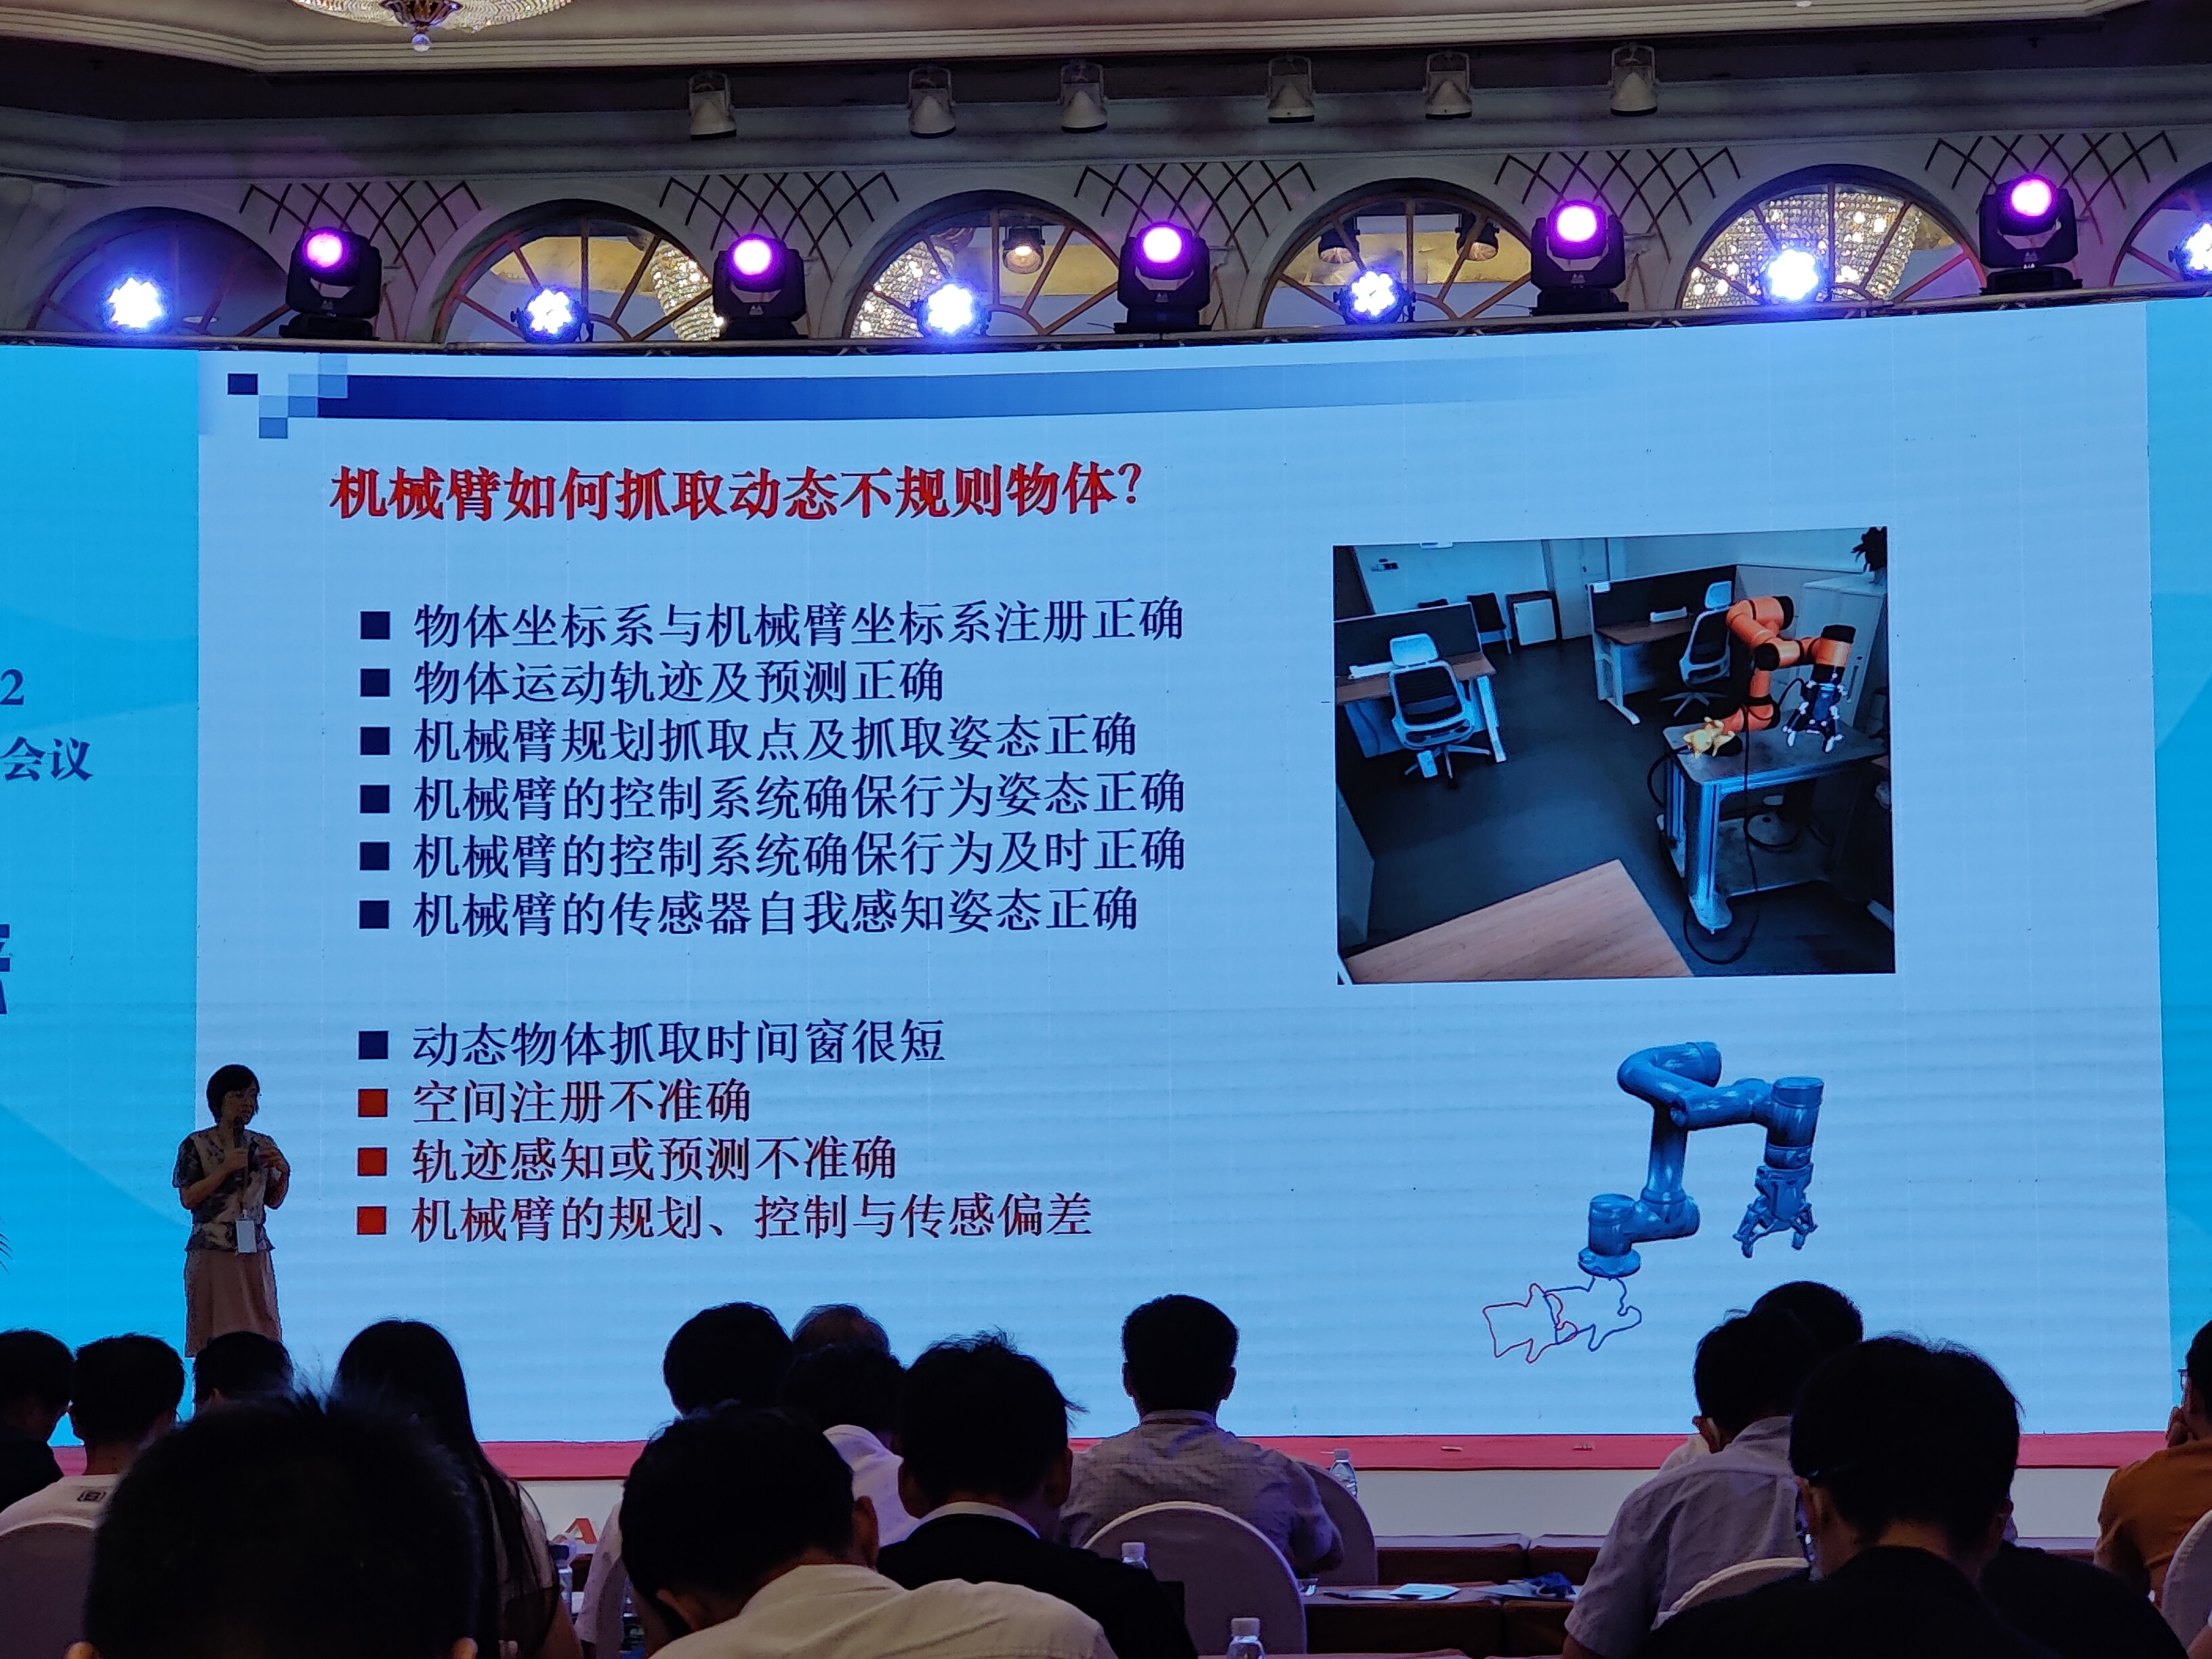 机械臂如何抓取动态不规则物体?
物体坐标系与机械臂坐标系注册正确
物体运动轨迹及预测正确
机械臂规划抓取点及抓取姿态正确
机械臂的控制系统确保行为姿态正确
机械臂的控制系统确保行为及时正确
机械臂的传感器自我感知姿态正确
动态物体抓取时间窗很短
空间注册不准确
轨迹感知或预测不准确
机械臂的规划、控制与传感偏差
2
会议
A